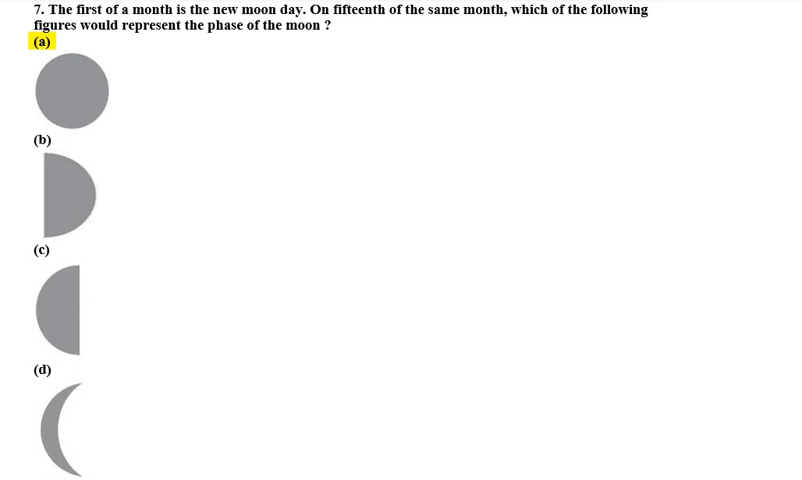 7. The first of a month is the new moon day. On fifteenth of the same month, which of the following
figures would represent the phase of the moon ?
(a)
(b)
(c)
(d)